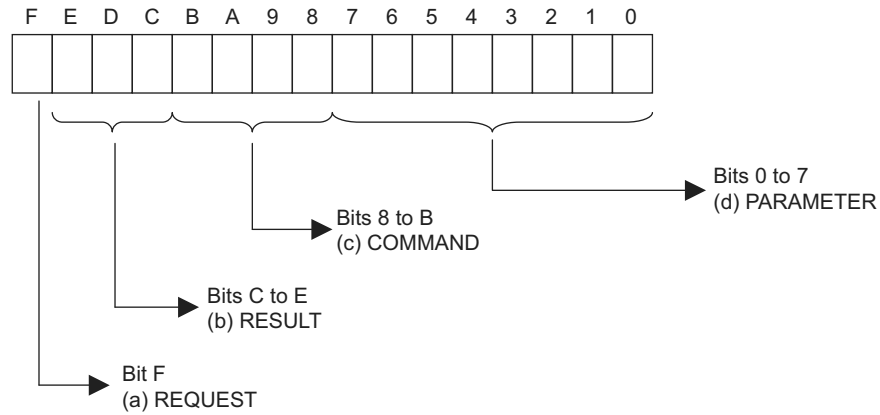 F E D C B A 9 8 7 6 5 4 3 2 1 0
Bits 0 to 7
(d) PARAMETER
Bits 8 to B
(c) COMMAND
Bits C to E
(b) RESULT
Bit F
(a) REQUEST